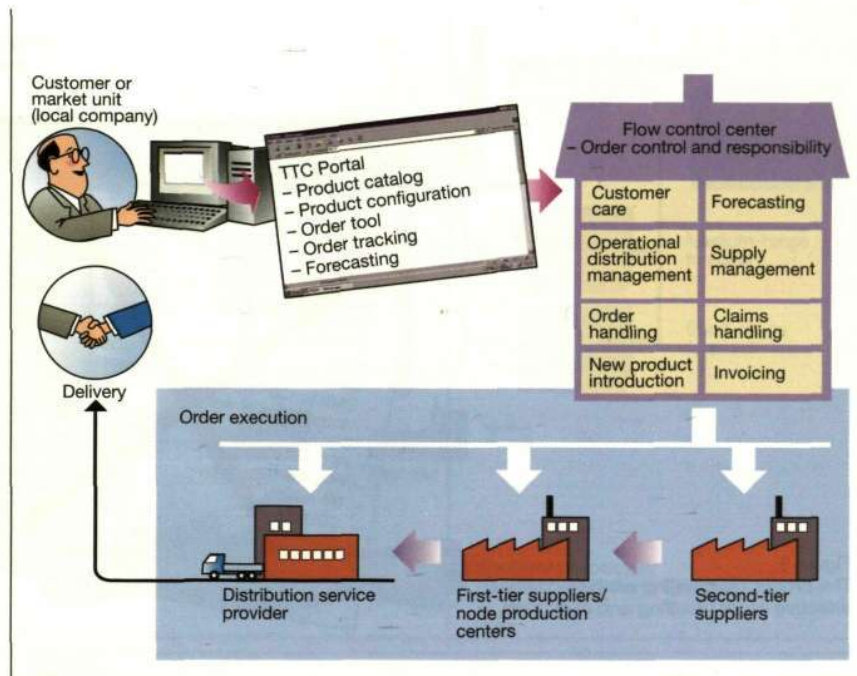 Customer or
market unit
(local company)
TTC Portal
– Product catalog
– Product configuration
– Order tool
– Order tracking
– Forecasting
Flow control center
– Order control and responsibility
Customer
care
Forecasting
Operational
distribution
management
Supply
management
Order
handling
Claims
handling
New product
introduction
Invoicing
Delivery
Order execution
Distribution service
provider
First-tier suppliers/
node production
centers
Second-tier
suppliers